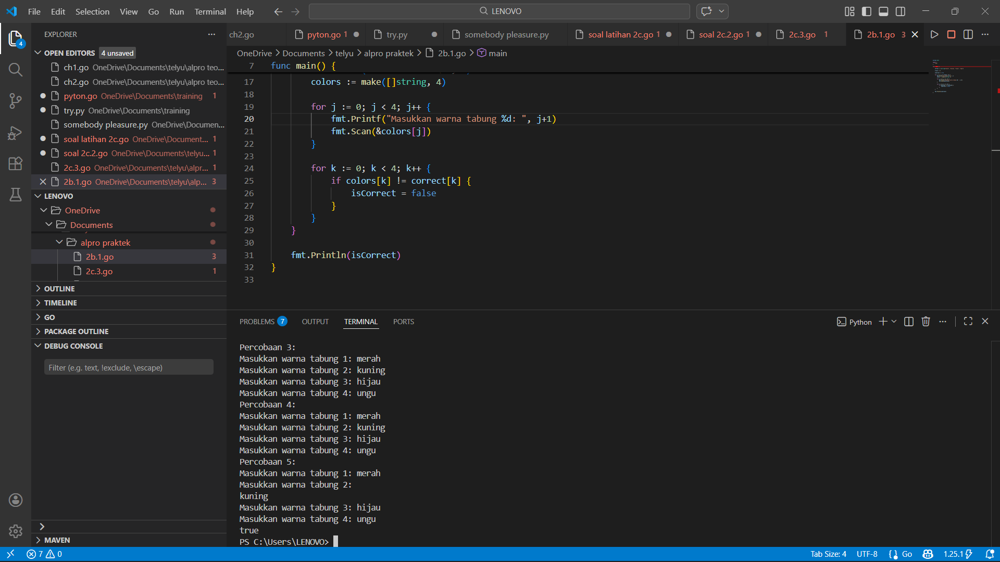 File Edit Selection View Go Run Terminal Help
LENOVO
EXPLORER
OPEN EDITORS 4 unsaved
ch1.go OneDrive\Documents\telyu\alpro teo...
ch2.go OneDrive\Documents\telyu\alpro teo...
pyton.go OneDrive\Documents\training 1
try.py OneDrive\Documents\training
somebody pleasure.py OneDrive\Documen...
soal latihan 2c.go OneDrive\Document... 1
soal 2c.2.go OneDrive\Documents\telyu... 1
2c.3.go OneDrive\Documents\telyu\alpr... 1
2b.1.go OneDrive\Documents\telyu\alp... 3
LENOVO
OneDrive
Documents
alpro praktek
2b.1.go 3
2c.3.go 1
OUTLINE
TIMELINE
GO
PACKAGE OUTLINE
DEBUG CONSOLE
Filter (e.g. text, !exclude, \escape)
MAVEN
4
ch2.go pyton.go 1 try.py somebody pleasure.py soal latihan 2c.go 1 soal 2c.2.go 1 2c.3.go 1 2b.1.go 3
OneDrive > Documents > telyu > alpro praktek > 2b.1.go > main
7 func main() {
17 colors := make([]string, 4)
18
19 for j := 0; j < 4; j++ {
20 fmt.Printf("Masukkan warna tabung %d: ", j+1)
21 fmt.Scan(&colors[j])
22 }
23
24 for k := 0; k < 4; k++ {
25 if colors[k] != correct[k] {
26 isCorrect = false
27 }
28 }
29 }
30
31 fmt.Println(isCorrect)
32 }
33
PROBLEMS 7 OUTPUT TERMINAL PORTS
Python
Percobaan 3:
Masukkan warna tabung 1: merah
Masukkan warna tabung 2: kuning
Masukkan warna tabung 3: hijau
Masukkan warna tabung 4: ungu
Percobaan 4:
Masukkan warna tabung 1: merah
Masukkan warna tabung 2: kuning
Masukkan warna tabung 3: hijau
Masukkan warna tabung 4: ungu
Percobaan 5:
Masukkan warna tabung 1: merah
Masukkan warna tabung 2:
kuning
Masukkan warna tabung 3: hijau
Masukkan warna tabung 4: ungu
true
PS C:\Users\LENOVO>
7 0 Tab Size: 4 UTF-8 Go 1.25.1